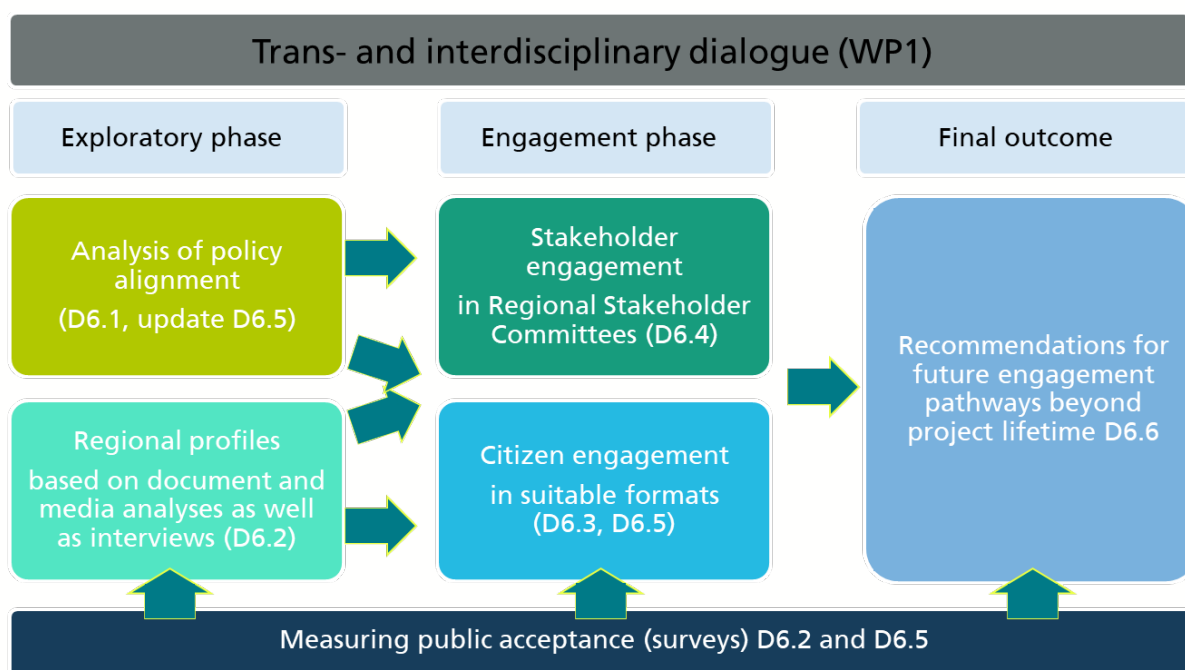 Trans- and interdisciplinary dialogue (WP1)
Exploratory phase
Engagement phase
Final outcome
Analysis of policy
alignment
(D6.1, update D6.5)
Stakeholder
engagement
in Regional Stakeholder
Committees (D6.4)
Regional profiles
based on document and
media analyses as well
as interviews (D6.2)
Citizen engagement
in suitable formats
(D6.3, D6.5)
Recommendations for
future engagement
pathways beyond
project lifetime D6.6
Measuring public acceptance (surveys) D6.2 and D6.5